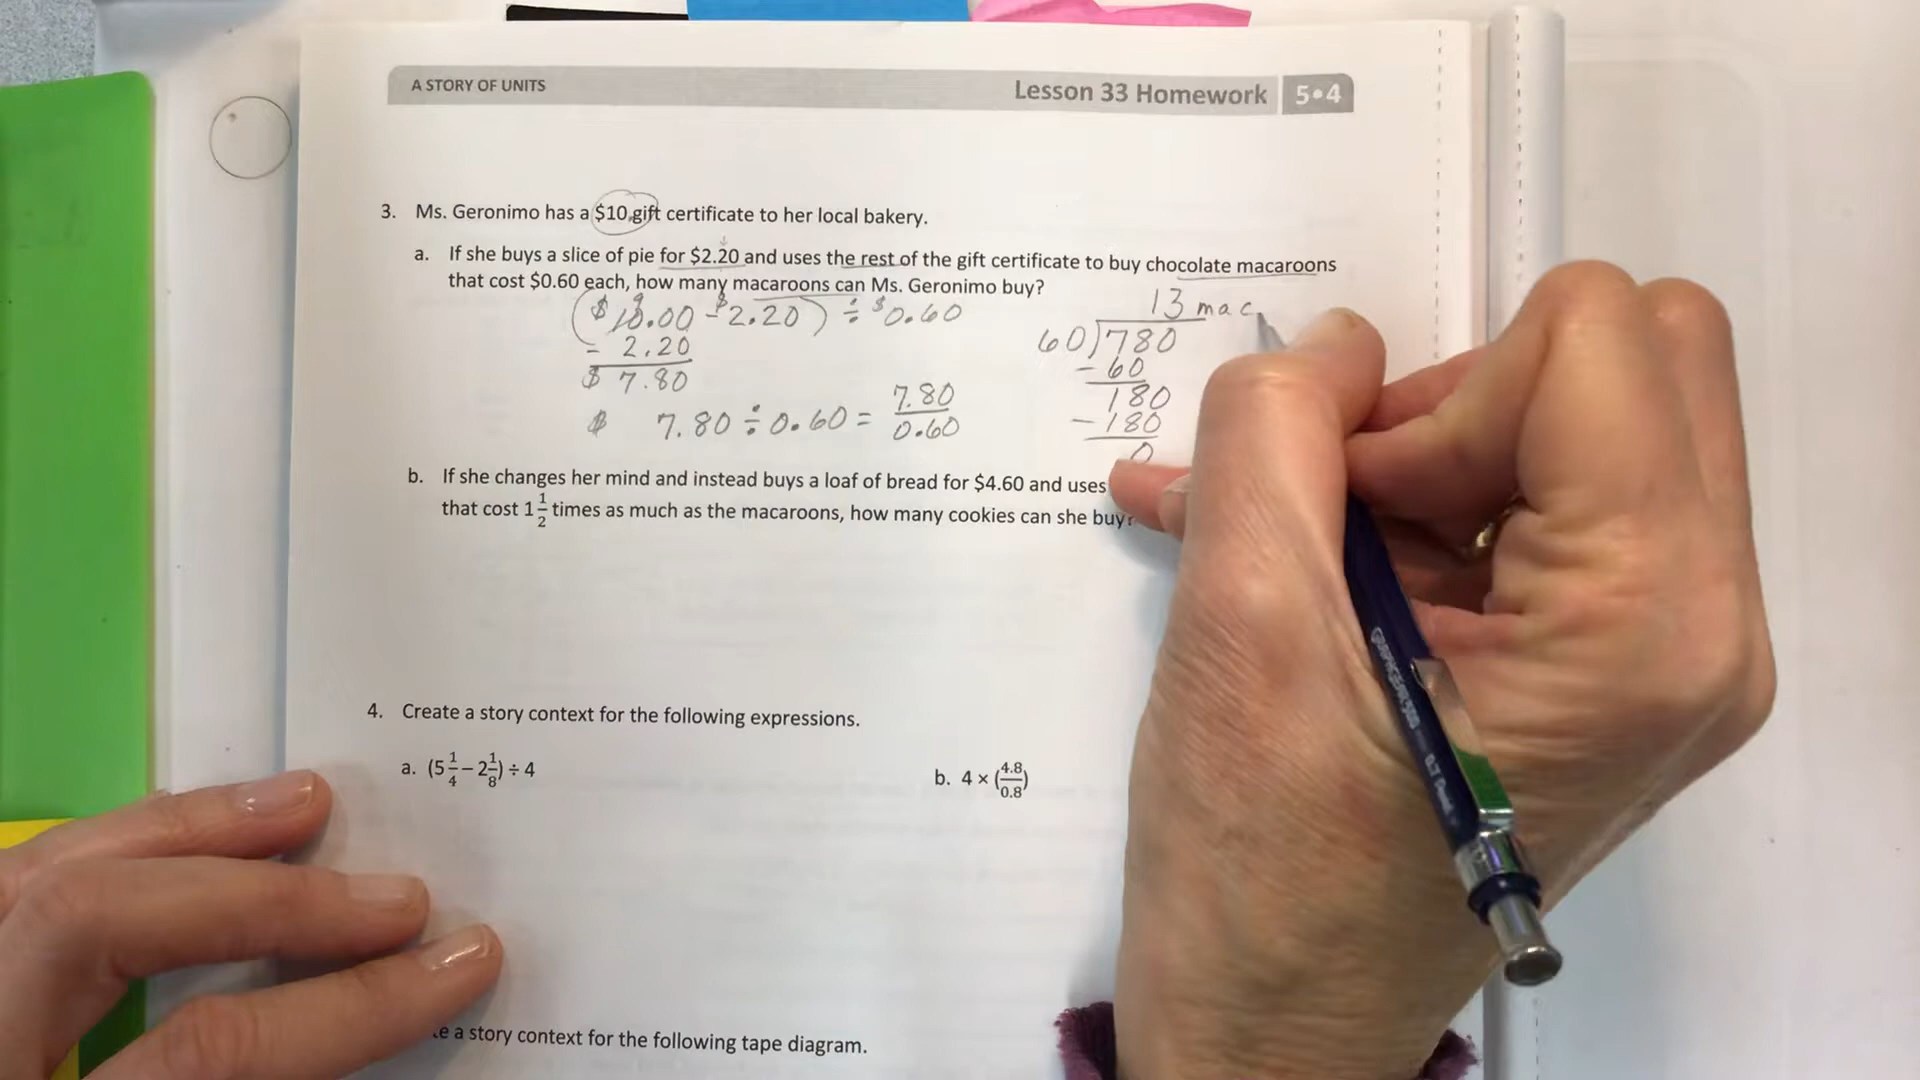 A STORY OF UNITS
Lesson 33 Homework 5•4
3. Ms. Geronimo has a $10 gift certificate to her local bakery.
a. If she buys a slice of pie for $2.20 and uses the rest of the gift certificate to buy chocolate macaroons
that cost $0.60 each, how many macaroons can Ms. Geronimo buy?
($10.00 - $2.20) ÷ $0.60
- 2.20
$ 7.80
$ 7.80 ÷ 0.60 = 7.80/0.60
13 mac
60)780
- 60
180
- 180
0
b. If she changes her mind and instead buys a loaf of bread for $4.60 and uses
that cost 1 1/2 times as much as the macaroons, how many cookies can she buy?
4. Create a story context for the following expressions.
a. (5 1/4 − 2 1/8) ÷ 4
b. 4 × (4.8/0.8)
a story context for the following tape diagram.